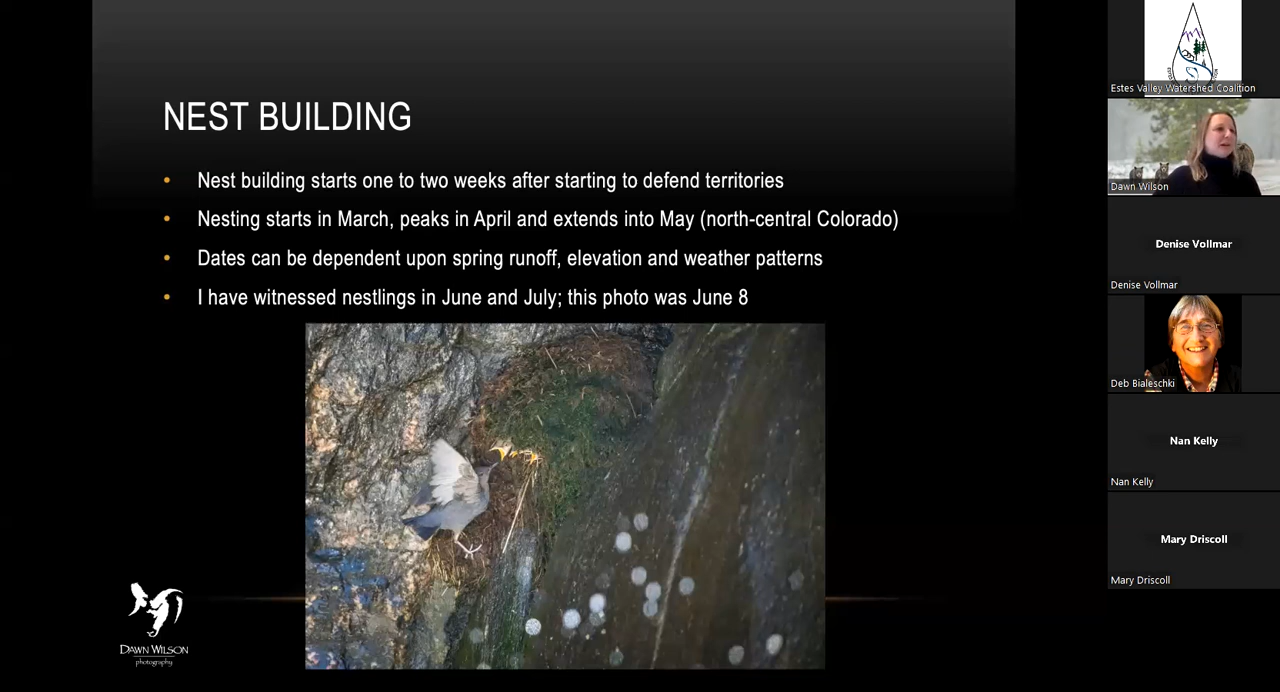 NEST BUILDING
• Nest building starts one to two weeks after starting to defend territories
• Nesting starts in March, peaks in April and extends into May (north-central Colorado)
• Dates can be dependent upon spring runoff, elevation and weather patterns
• I have witnessed nestlings in June and July; this photo was June 8
DAWN WILSON
photography
Estes Valley Watershed Coalition
Dawn Wilson
Denise Vollmar
Denise Vollmar
Deb Bialeschki
Nan Kelly
Nan Kelly
Mary Driscoll
Mary Driscoll